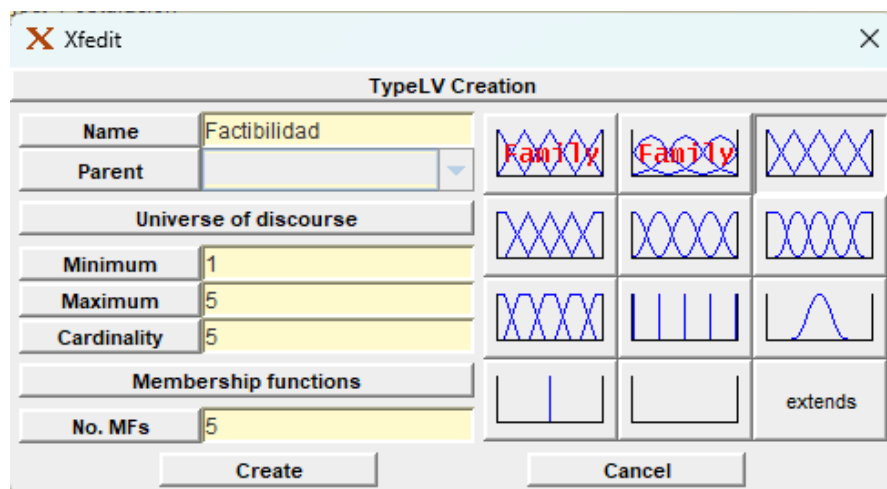 Xfedit
TypeLV Creation
Name Factibilidad
Parent
Universe of discourse
Minimum 1
Maximum 5
Cardinality 5
Membership functions
No. MFs 5
Create Cancel
Family Family
extends